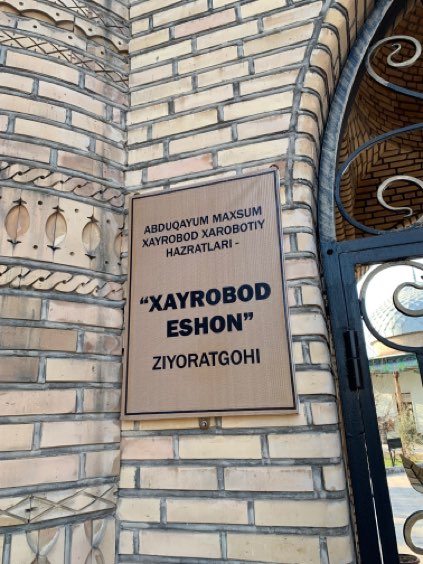 ABDUQAYUM MAXSUM
XAYROBOD XAROBOTIY
HAZRATLARI -
“XAYROBOD
ESHON”
ZIYORATGOHI